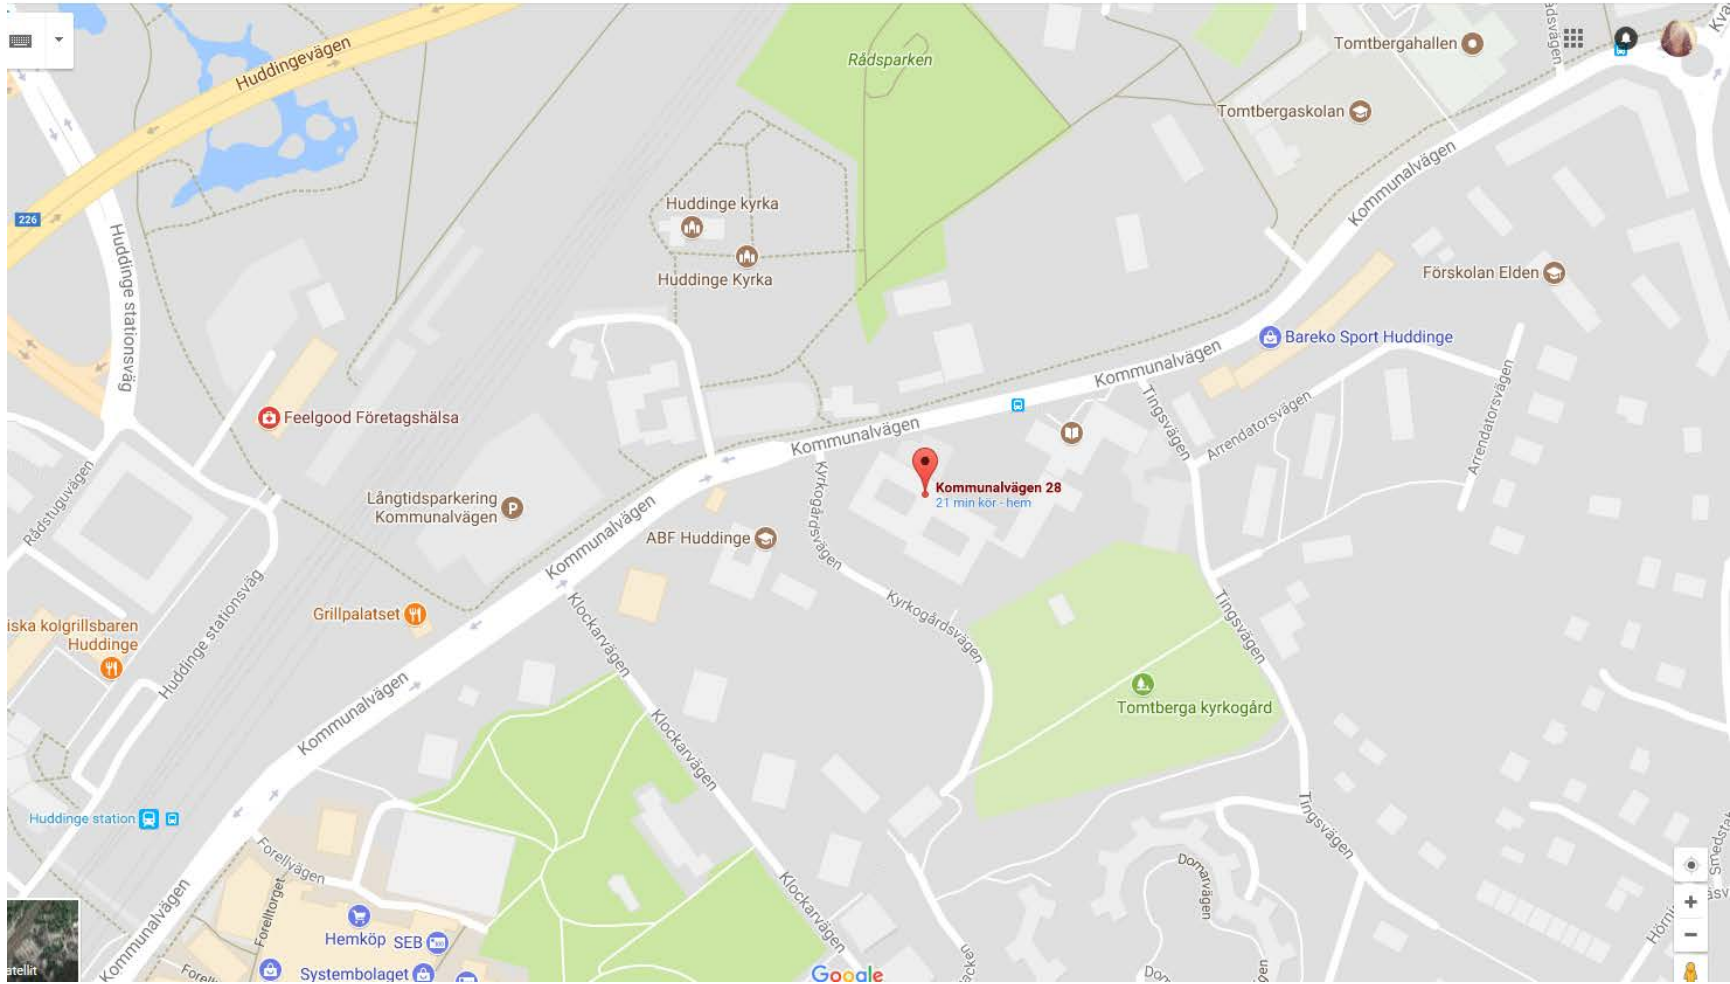 Huddingevägen
Rådsparken
Tomtbergahallen
Tomtbergaskolan
Kommunalvägen
226
Huddinge stationsväg
Huddinge kyrka
Huddinge Kyrka
Förskolan Elden
Bareko Sport Huddinge
Kommunalvägen
Tingsvägen
Arrendatorsvägen
Arrendatorsvägen
Feelgood Företagshälsa
Kommunalvägen
Kyrkogårdsvägen
Kommunalvägen 28
21 min kör - hem
Rådstuguvägen
Långtidsparkering
Kommunalvägen
P
Kommunalvägen
ABF Huddinge
Kyrkogårdsvägen
Tingsvägen
Grillpalatset
Klockarvägen
iska kolgrillsbaren
Huddinge
Huddinge stationsväg
Kommunalvägen
Klockarvägen
Tomtberga kyrkogård
Tingsvägen
Huddinge station
Forellvägen
Forelltorget
Klockarvägen
Domarvägen
Kommunalvägen
Hemköp
SEB
Systembolaget
atellit
Google